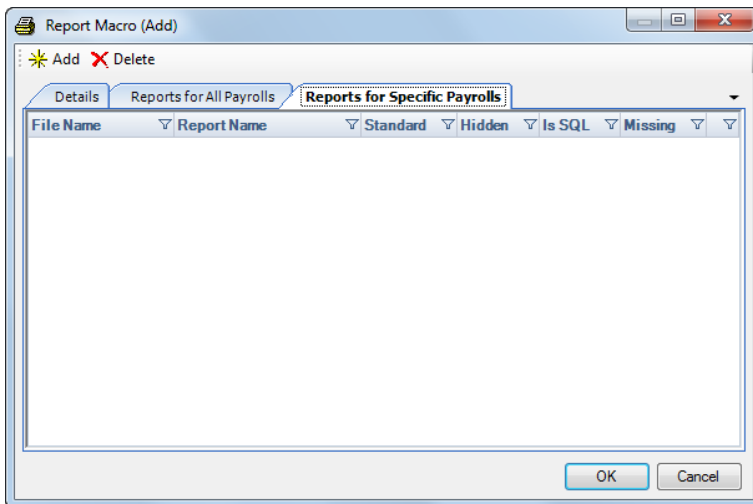 Report Macro (Add)
Add Delete
Details Reports for All Payrolls Reports for Specific Payrolls
File Name Report Name Standard Hidden Is SQL Missing
OK Cancel